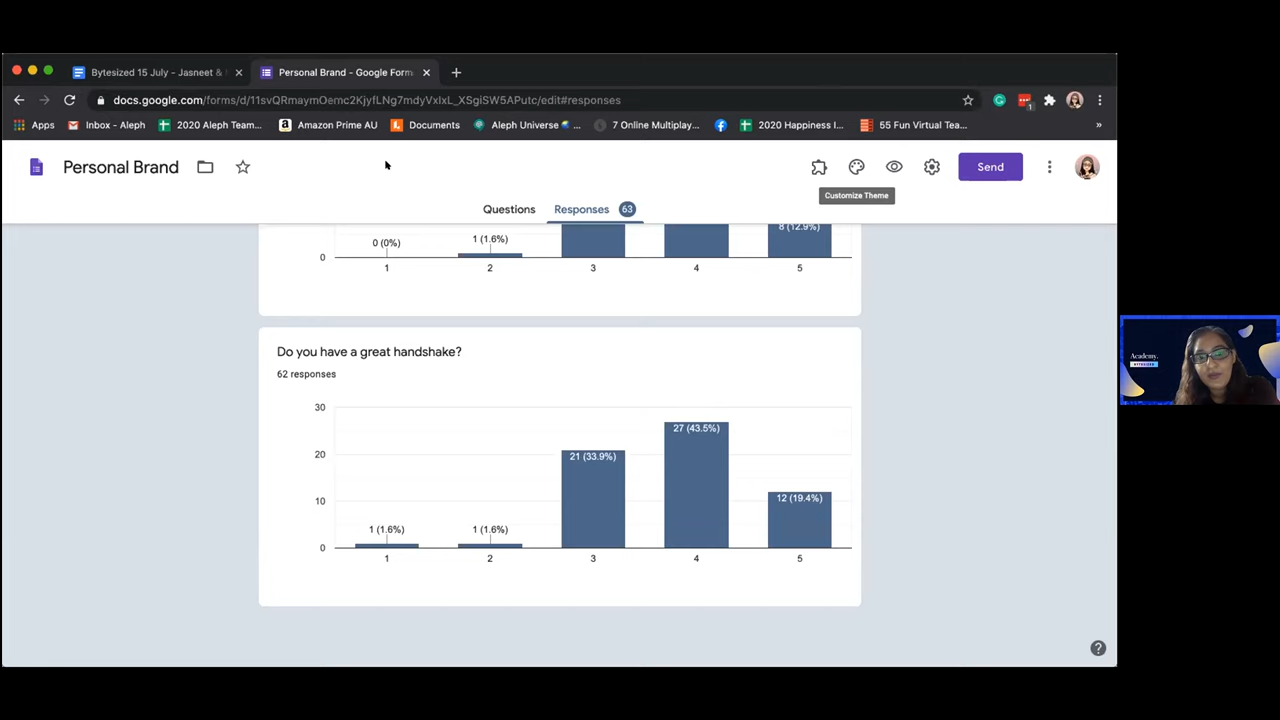 Bytesized 15 July - Jasneet &
Personal Brand - Google Form
docs.google.com/forms/d/11svQRmaymOemc2KjyfLNg7mdyVxIxL_XSgiSW5APutc/edit#responses
1
Apps
Inbox - Aleph
2020 Aleph Team...
Amazon Prime AU
Documents
Aleph Universe
...
7 Online Multiplay...
2020 Happiness I...
55 Fun Virtual Tea...
»
Personal Brand
Send
Customize Theme
Questions
Responses 63
0 (0%)
1 (1.6%)
8 (12.9%)
0
1 2 3 4 5
Do you have a great handshake?
62 responses
30
27 (43.5%)
20
21 (33.9%)
10
12 (19.4%)
1 (1.6%)
1 (1.6%)
0
1 2 3 4 5
?
Academy.
BYTESIZED